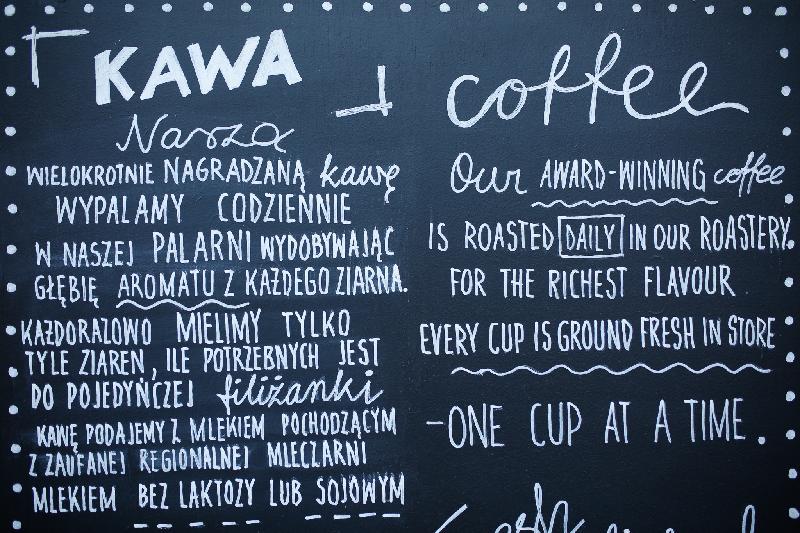 KAWA
Naszą
WIELOKROTNIE NAGRADZANĄ kawę
WYPALAMY CODZIENNIE
W NASZEJ PALARNI WYDOBYWAJĄC
GŁĘBIĘ AROMATU Z KAŻDEGO ZIARNA.
KAŻDORAZOWO MIELIMY TYLKO
TYLE ZIAREN, ILE POTRZEBNYCH JEST
DO POJEDYŃCZEJ filiżanki
KAWĘ PODAJEMY Z MLEKIEM POCHODZĄCYM
Z ZAUFANEJ REGIONALNEJ MLECZARNI
MLEKIEM BEZ LAKTOZY LUB SOJOWYM
coffee
Our AWARD-WINNING coffee
IS ROASTED DAILY IN OUR ROASTERY.
FOR THE RICHEST FLAVOUR
EVERY CUP IS GROUND FRESH IN STORE
-ONE CUP AT A TIME.